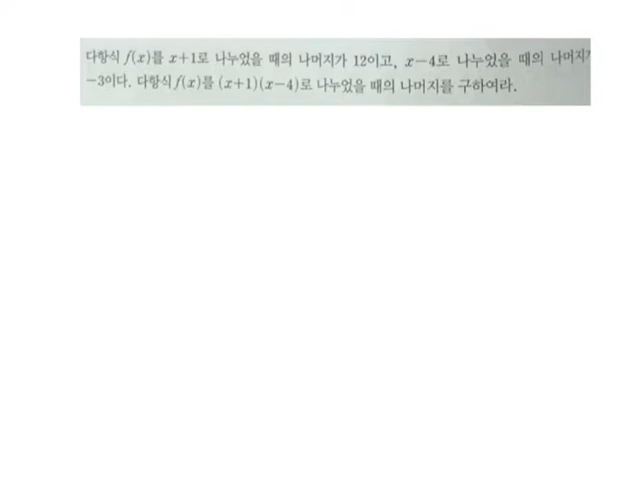 다항식 f(x)를 x+1로 나누었을 때의 나머지가 12이고, x-4로 나누었을 때의 나머지가
-3이다. 다항식 f(x)를 (x+1)(x-4)로 나누었을 때의 나머지를 구하여라.